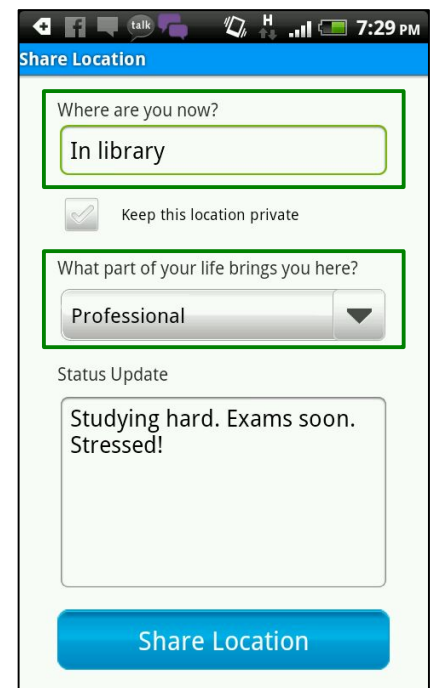 talk H 7:29 PM
Share Location
Where are you now?
In library
Keep this location private
What part of your life brings you here?
Professional
Status Update
Studying hard. Exams soon.
Stressed!
Share Location